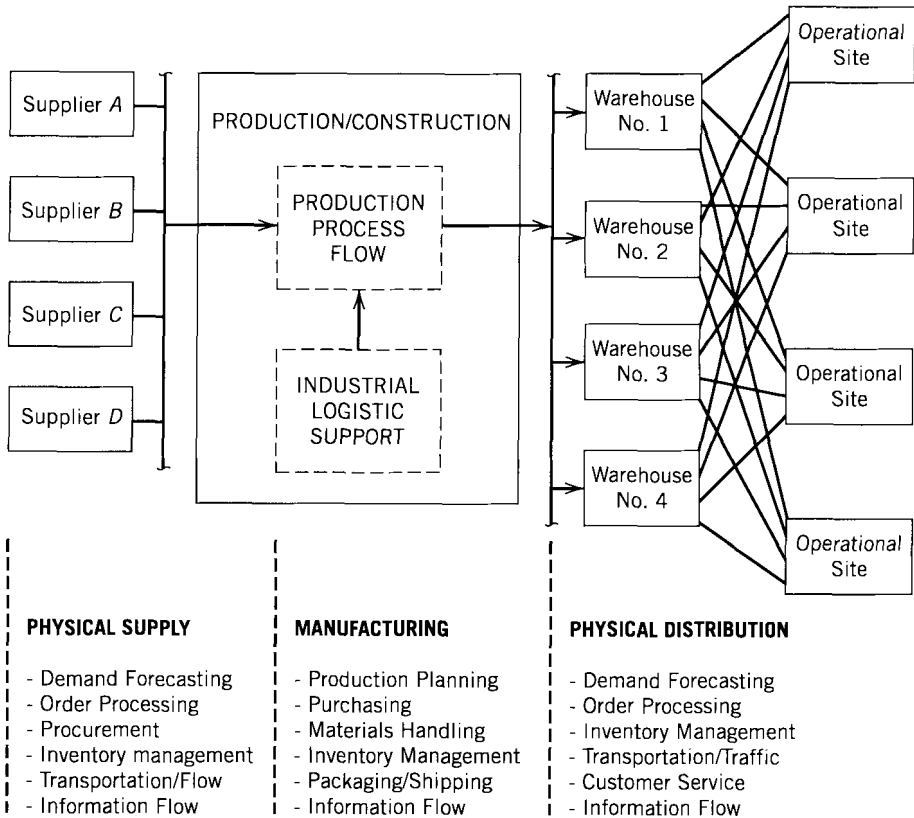 Supplier A
Supplier B
Supplier C
Supplier D
PRODUCTION/CONSTRUCTION
PRODUCTION
PROCESS
FLOW
INDUSTRIAL
LOGISTIC
SUPPORT
Warehouse
No. 1
Warehouse
No. 2
Warehouse
No. 3
Warehouse
No. 4
Operational
Site
Operational
Site
Operational
Site
Operational
Site
PHYSICAL SUPPLY
- Demand Forecasting
- Order Processing
- Procurement
- Inventory management
- Transportation/Flow
- Information Flow
MANUFACTURING
- Production Planning
- Purchasing
- Materials Handling
- Inventory Management
- Packaging/Shipping
- Information Flow
PHYSICAL DISTRIBUTION
- Demand Forecasting
- Order Processing
- Inventory Management
- Transportation/Traffic
- Customer Service
- Information Flow